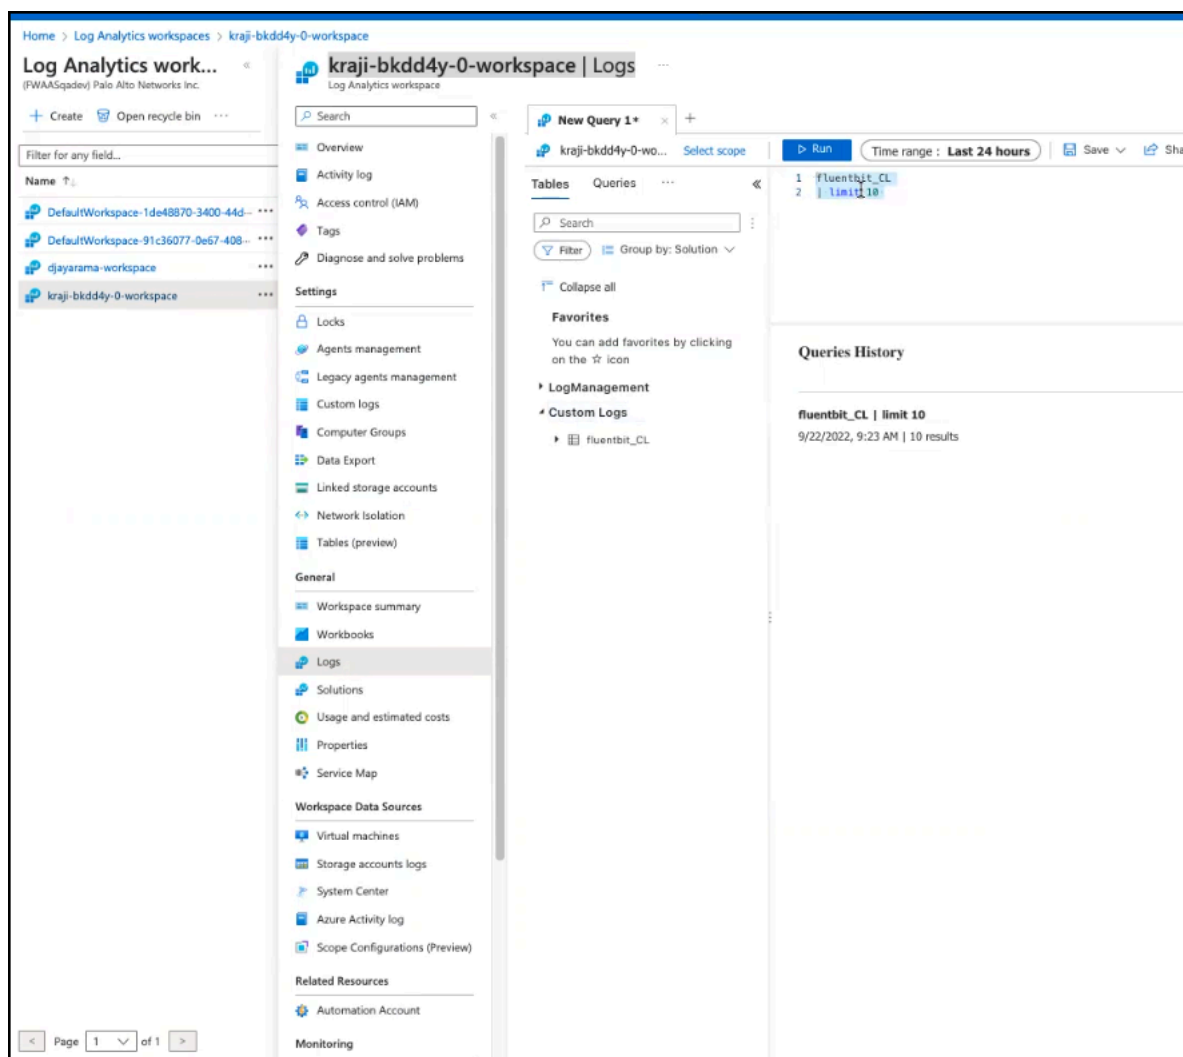 Home > Log Analytics workspaces > kraji-bkdd4y-0-workspace
Log Analytics work... «
(FWAASqadev) Palo Alto Networks Inc.
+ Create Open recycle bin ...
Filter for any field...
Name ↑↓
DefaultWorkspace-1de48870-3400-44d... ...
DefaultWorkspace-91c36077-0e67-408... ...
djayarama-workspace ...
kraji-bkdd4y-0-workspace ...
< Page 1 of 1 >
kraji-bkdd4y-0-workspace | Logs ...
Log Analytics workspace
Search «
Overview
Activity log
Access control (IAM)
Tags
Diagnose and solve problems
Settings
Locks
Agents management
Legacy agents management
Custom logs
Computer Groups
Data Export
Linked storage accounts
Network Isolation
Tables (preview)
General
Workspace summary
Workbooks
Logs
Solutions
Usage and estimated costs
Properties
Service Map
Workspace Data Sources
Virtual machines
Storage accounts logs
System Center
Azure Activity log
Scope Configurations (Preview)
Related Resources
Automation Account
Monitoring
New Query 1* × +
kraji-bkdd4y-0-wo... Select scope
Run Time range : Last 24 hours Save Sha
Tables Queries ... «
Search
Filter Group by: Solution
Collapse all
Favorites
You can add favorites by clicking
on the ☆ icon
LogManagement
Custom Logs
fluentbit_CL
1 fluentbit_CL
2 | limit 10
Queries History
fluentbit_CL | limit 10
9/22/2022, 9:23 AM | 10 results